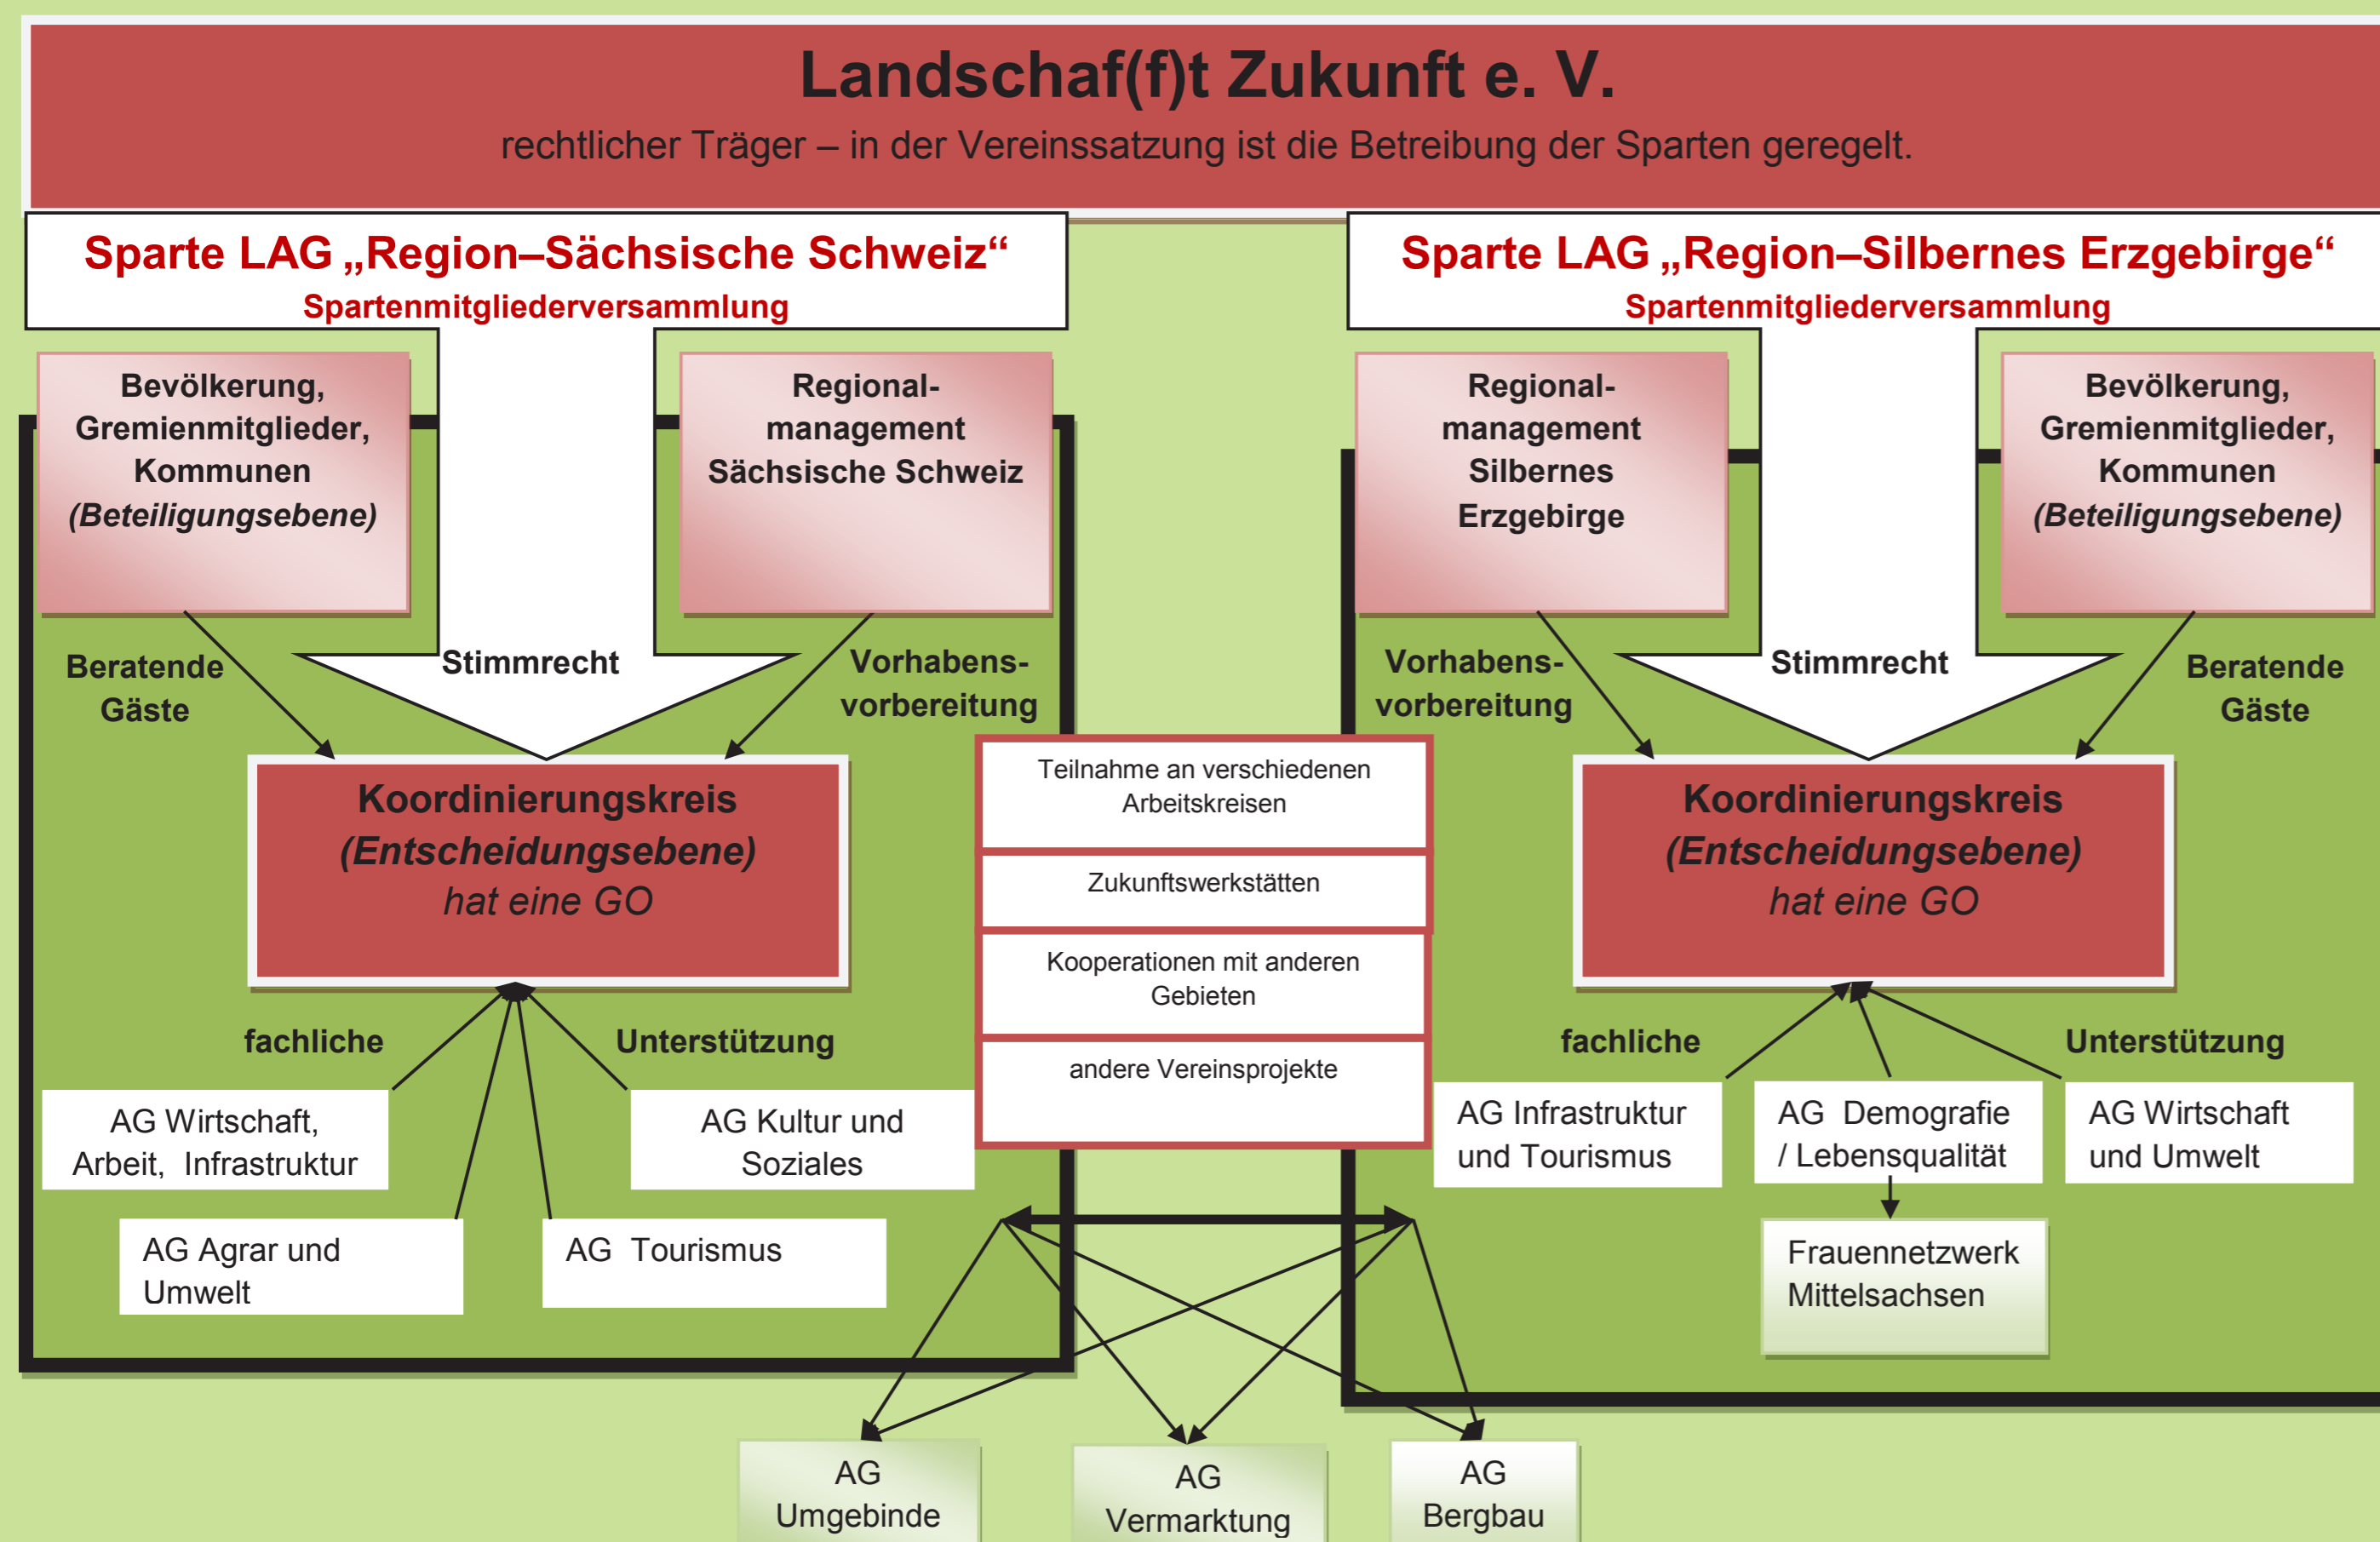 Landschaf(f)t Zukunft e. V.
rechtlicher Träger – in der Vereinssatzung ist die Betreibung der Sparten geregelt.
Sparte LAG „Region–Sächsische Schweiz“
Spartenmitgliederversammlung
Bevölkerung,
Gremienmitglieder,
Kommunen
(Beteiligungsebene)
Regional-
management
Sächsische Schweiz
Beratende
Gäste
Stimmrecht
Vorhabens-
vorbereitung
Koordinierungskreis
(Entscheidungsebene)
hat eine GO
fachliche
Unterstützung
AG Wirtschaft,
Arbeit, Infrastruktur
AG Kultur und
Soziales
AG Agrar und
Umwelt
AG Tourismus
Teilnahme an verschiedenen
Arbeitskreisen
Zukunftswerkstätten
Kooperationen mit anderen
Gebieten
andere Vereinsprojekte
Sparte LAG „Region–Silbernes Erzgebirge“
Spartenmitgliederversammlung
Regional-
management
Silbernes
Erzgebirge
Bevölkerung,
Gremienmitglieder,
Kommunen
(Beteiligungsebene)
Vorhabens-
vorbereitung
Stimmrecht
Beratende
Gäste
Koordinierungskreis
(Entscheidungsebene)
hat eine GO
fachliche
Unterstützung
AG Infrastruktur
und Tourismus
AG Demografie
/ Lebensqualität
AG Wirtschaft
und Umwelt
Frauennetzwerk
Mittelsachsen
AG
Umgebinde
AG
Vermarktung
AG
Bergbau